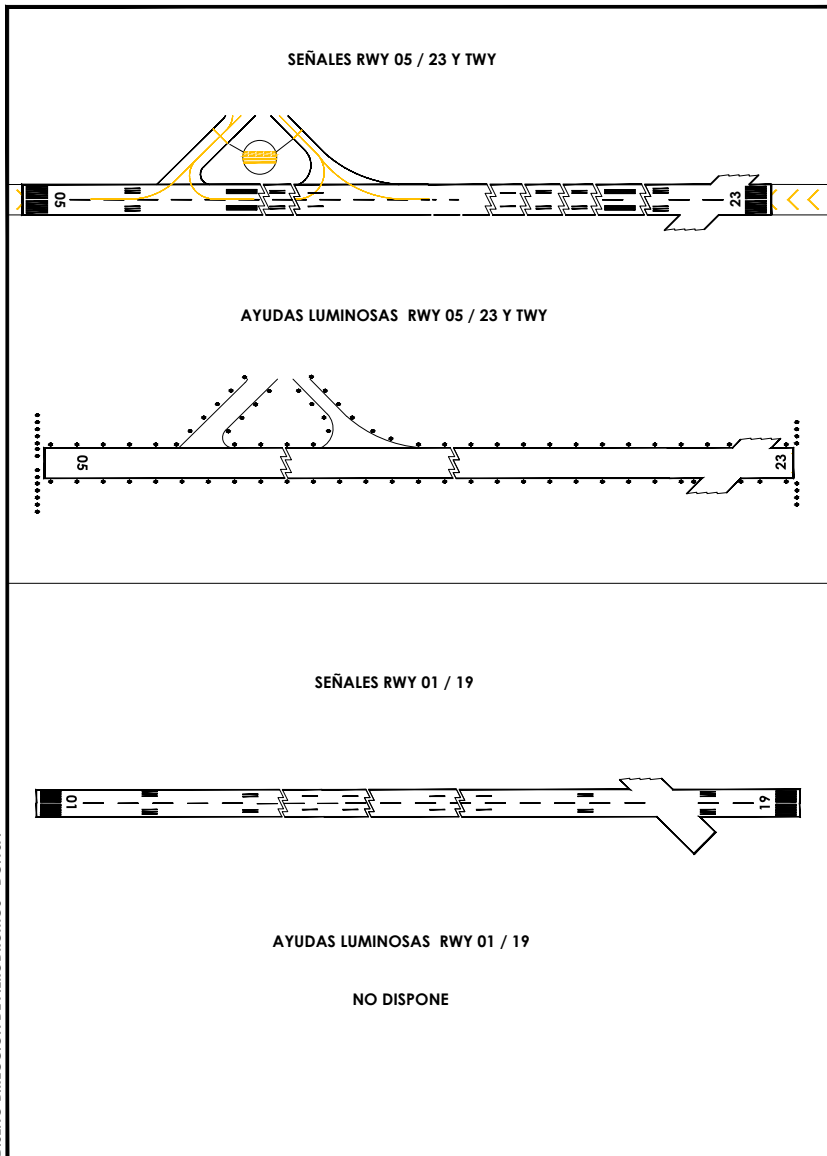 SEÑALES RWY 05 / 23 Y TWY
05
23
AYUDAS LUMINOSAS RWY 05 / 23 Y TWY
05
23
SEÑALES RWY 01 / 19
01
19
AYUDAS LUMINOSAS RWY 01 / 19
NO DISPONE